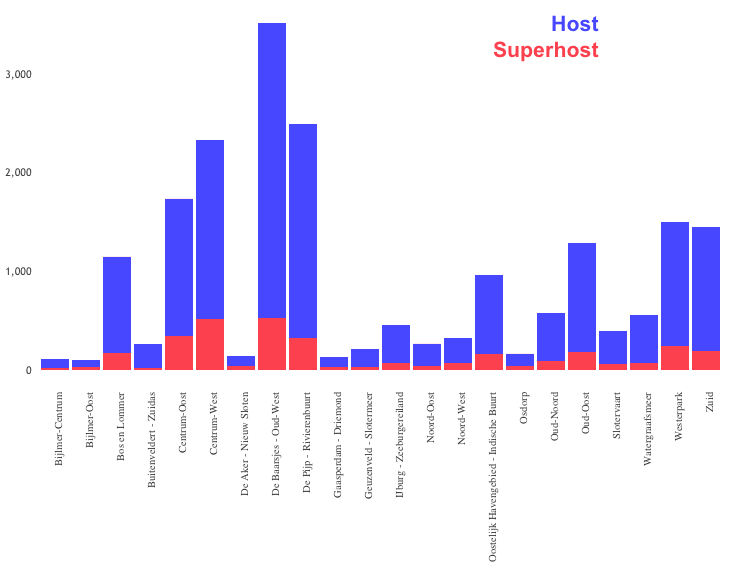 Host
Superhost
3,000
2,000
1,000
0
Bijlmer-Centrum
Bijlmer-Oost
Bos en Lommer
Buitenveldert - Zuidas
Centrum-Oost
Centrum-West
De Aker - Nieuw Sloten
De Baarsjes - Oud-West
De Pijp - Rivierenbuurt
Gaasperdam - Driemond
Geuzenveld - Slotermeer
IJburg - Zeeburgereiland
Noord-Oost
Noord-West
Oostelijk Havengebied - Indische Buurt
Osdorp
Oud-Noord
Oud-Oost
Slotervaart
Watergraafsmeer
Westerpark
Zuid